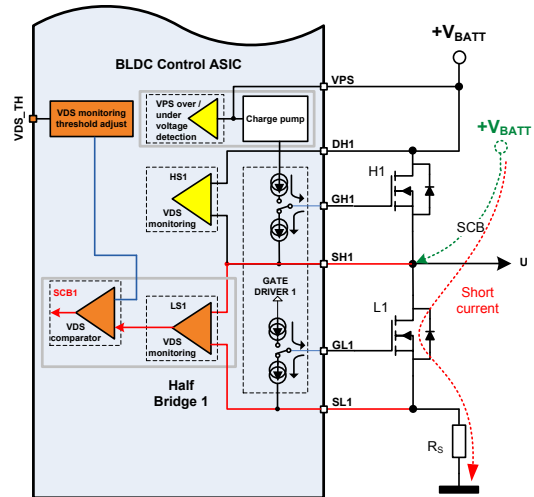 +VBATT
BLDC Control ASIC
VPS
VDS_TH
VDS monitoring
threshold adjust
VPS over /
under
voltage
detection
Charge pump
+VBATT
DH1
HS1
VDS
monitoring
H1
GH1
SCB
SH1
U
GATE
DRIVER 1
Short
current
SCB1
VDS
comparator
LS1
VDS
monitoring
L1
GL1
Half
Bridge 1
SL1
RS